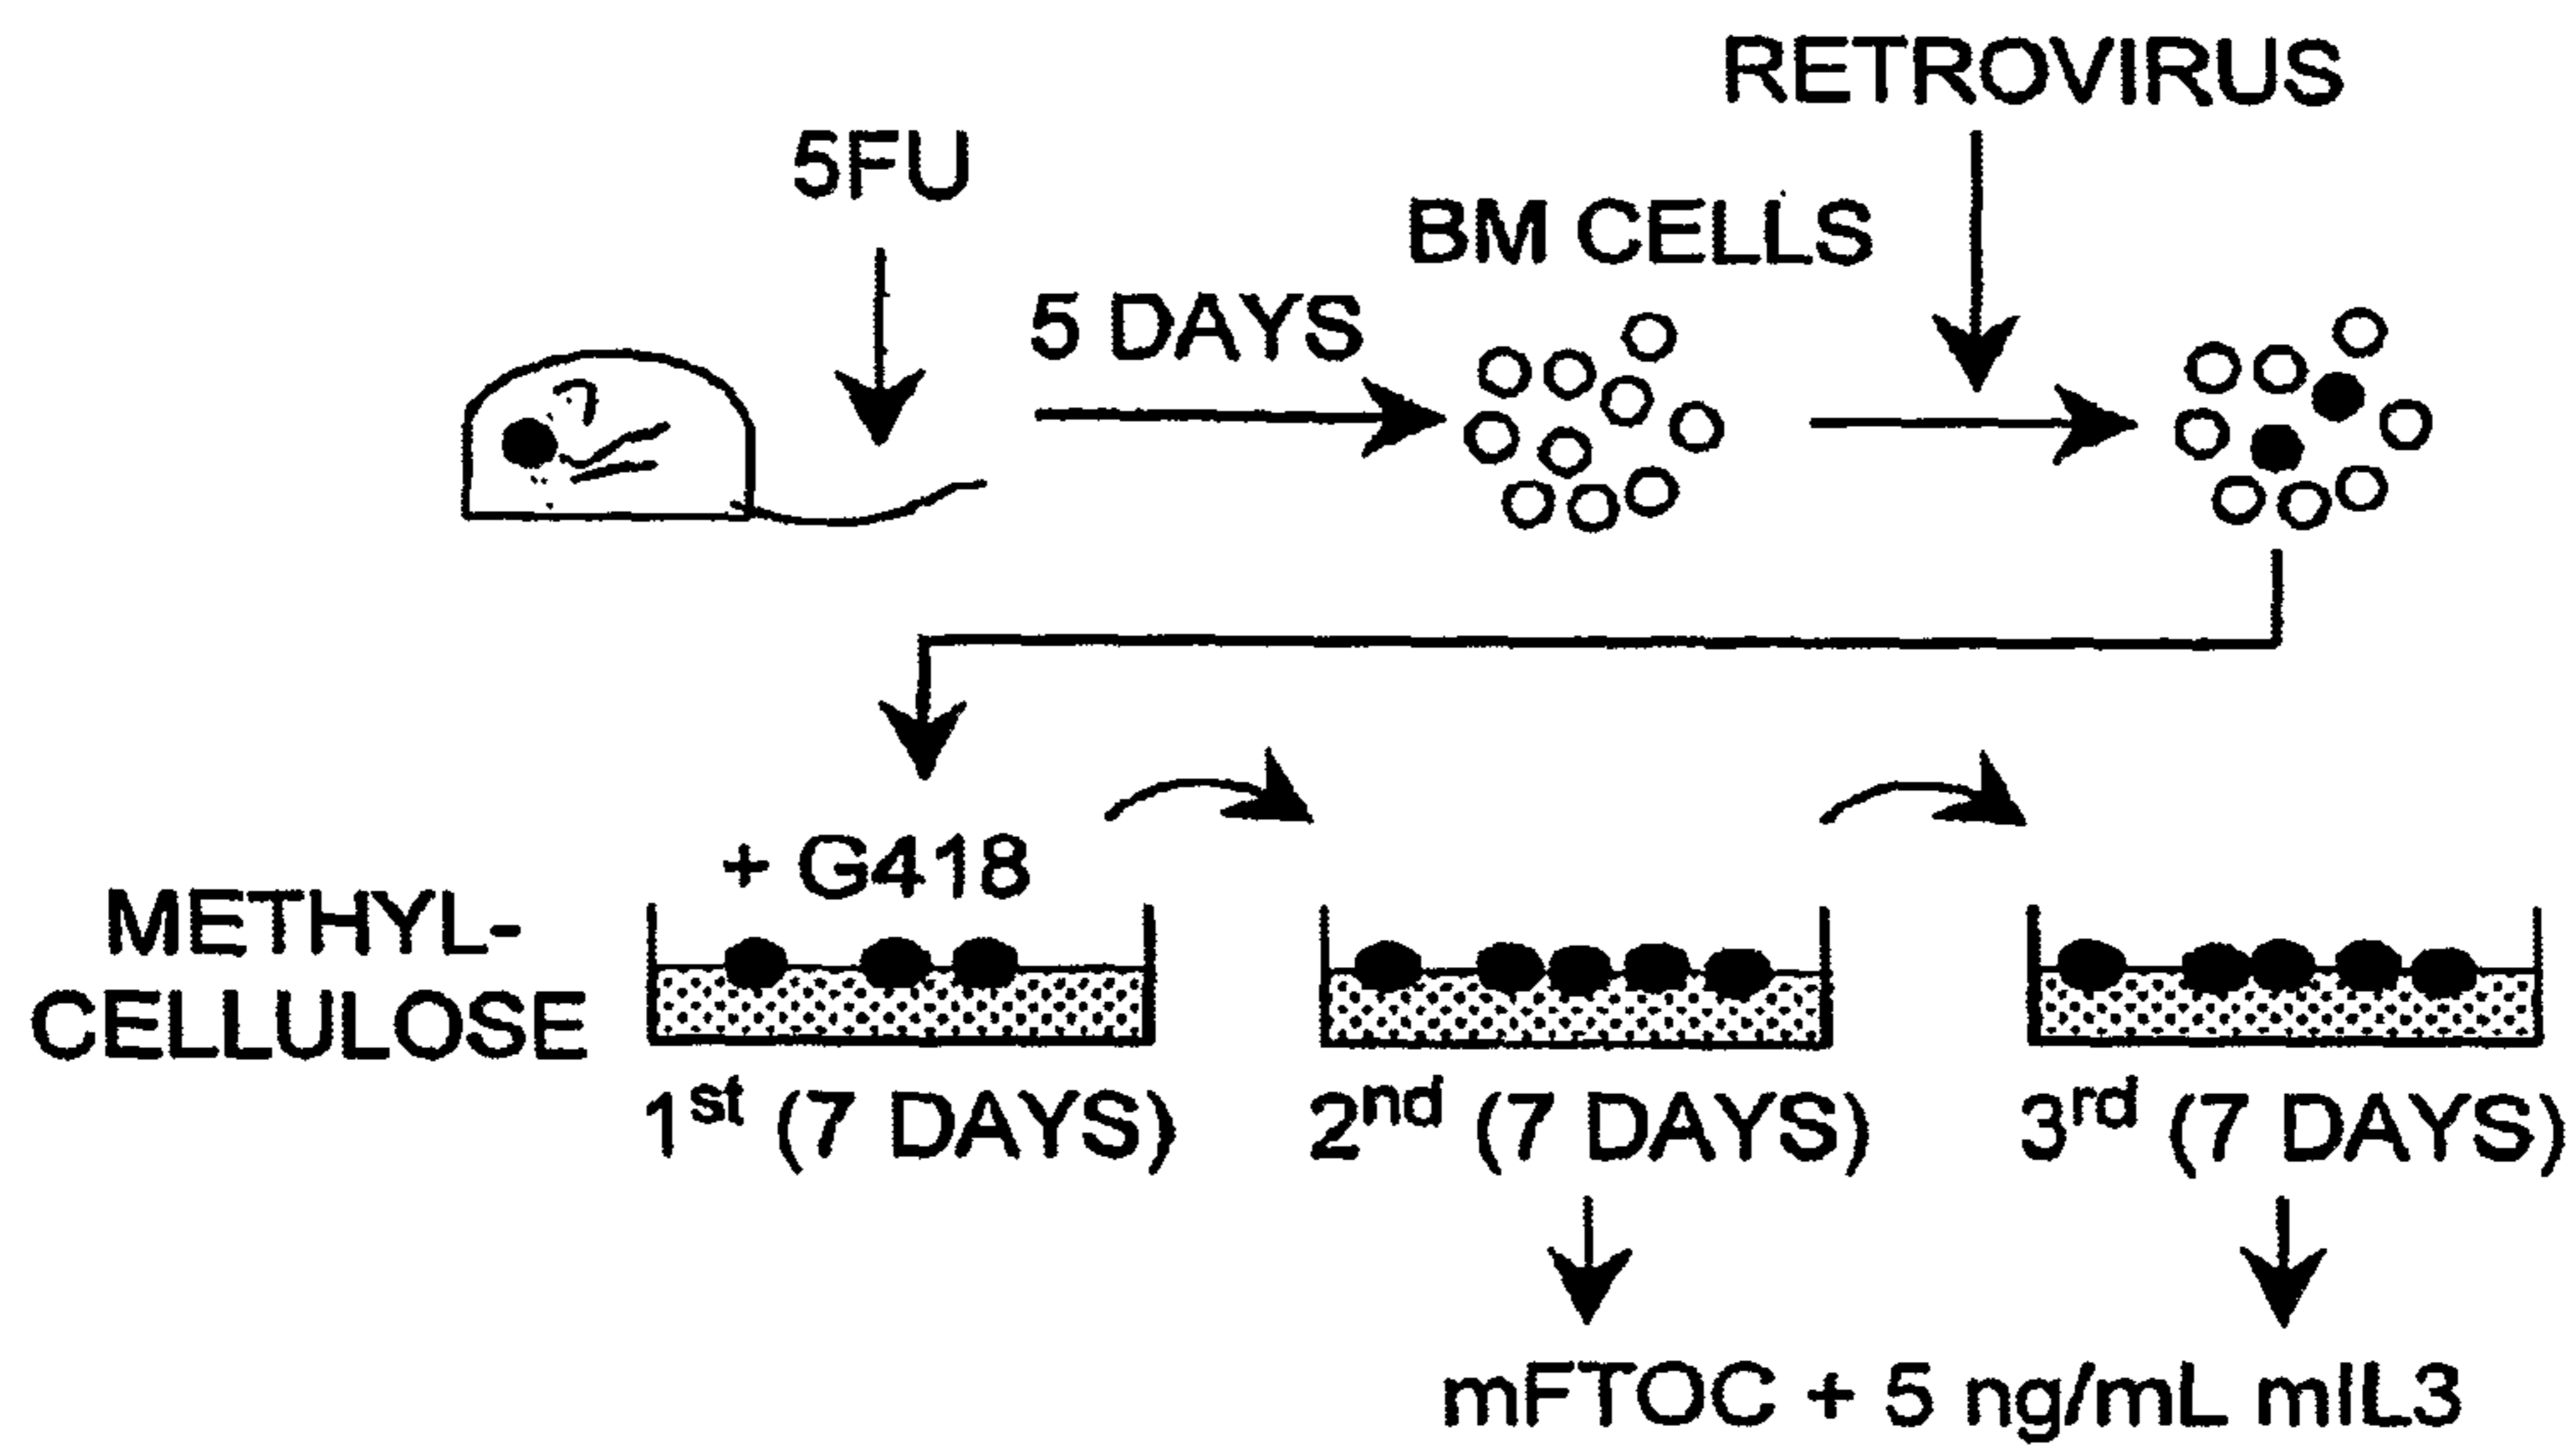 RETROVIRUS
5FU
BM CELLS
5 DAYS
+ G418
METHYL-
CELLULOSE
1st (7 DAYS)
2nd (7 DAYS)
3rd (7 DAYS)
mFTOC + 5 ng/mL mIL3